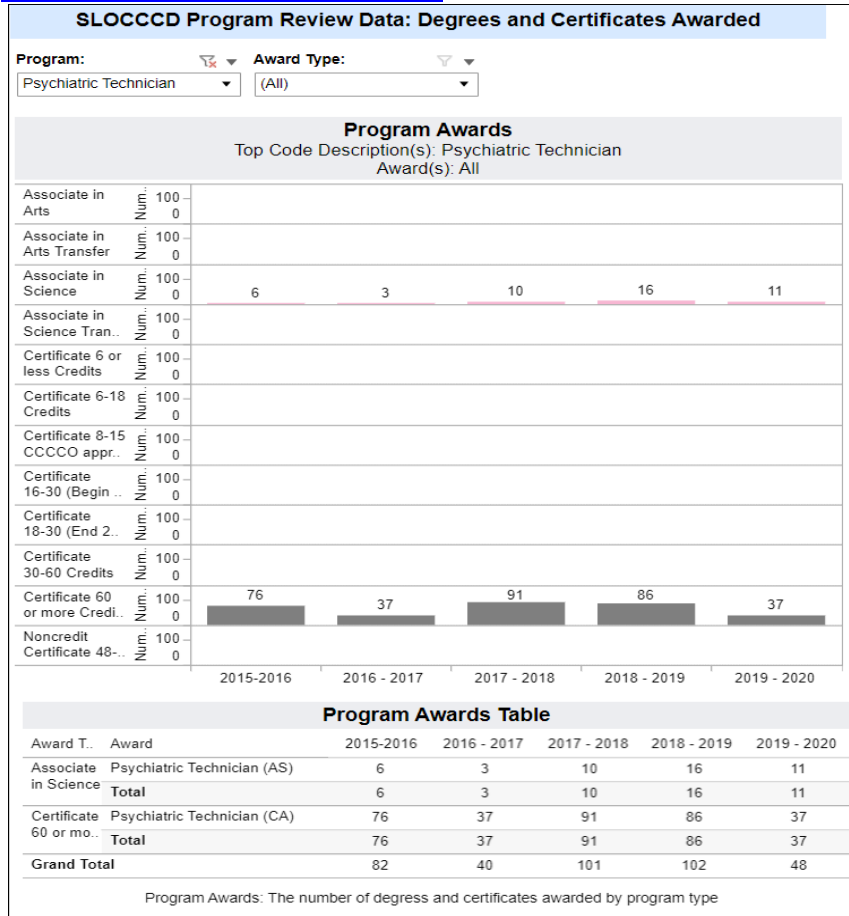 SLOCCCD Program Review Data: Degrees and Certificates Awarded
Program: Award Type:
Psychiatric Technician (All)
Program Awards
Top Code Description(s): Psychiatric Technician
Award(s): All
Associate in Arts Num.. 100 0
Associate in Arts Transfer Num.. 100 0
Associate in Science Num.. 100 0 6 3 10 16 11
Associate in Science Tran.. Num.. 100 0
Certificate 6 or less Credits Num.. 100 0
Certificate 6-18 Credits Num.. 100 0
Certificate 8-15 CCCCO appr.. Num.. 100 0
Certificate 16-30 (Begin .. Num.. 100 0
Certificate 18-30 (End 2.. Num.. 100 0
Certificate 30-60 Credits Num.. 100 0
Certificate 60 or more Credi.. Num.. 100 0 76 37 91 86 37
Noncredit Certificate 48-.. Num.. 100 0
2015-2016 2016 - 2017 2017 - 2018 2018 - 2019 2019 - 2020
Program Awards Table
Award T.. Award 2015-2016 2016 - 2017 2017 - 2018 2018 - 2019 2019 - 2020
Associate in Science Psychiatric Technician (AS) 6 3 10 16 11
Total 6 3 10 16 11
Certificate 60 or mo.. Psychiatric Technician (CA) 76 37 91 86 37
Total 76 37 91 86 37
Grand Total 82 40 101 102 48
Program Awards: The number of degress and certificates awarded by program type